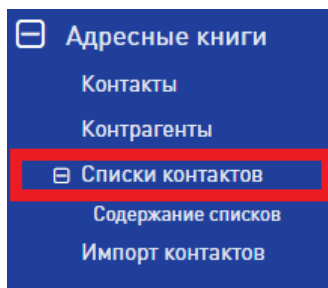 Адресные книги
Контакты
Контрагенты
Списки контактов
Содержание списков
Импорт контактов